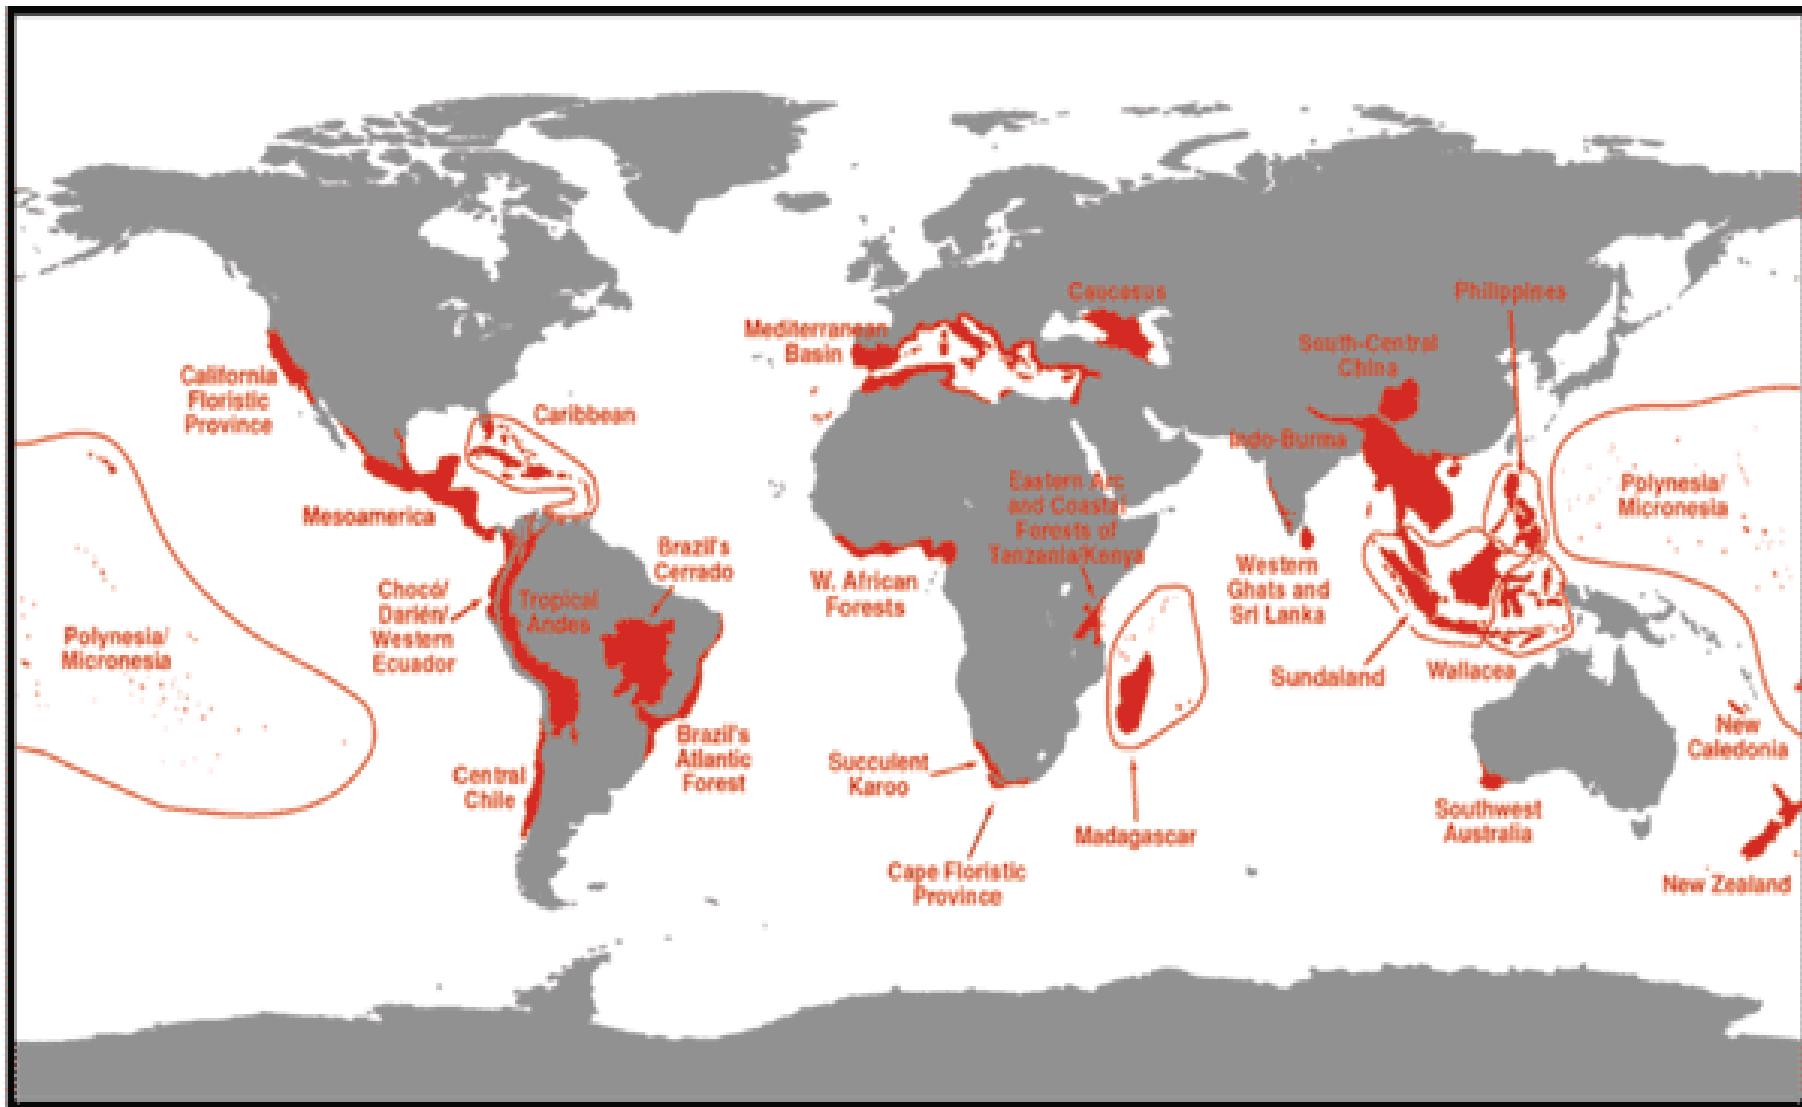 Caucasus
Philippines
Mediterranean
Basin
South-Central
China
California
Floristic
Province
Caribbean
Indo-Burma
Eastern Arc
and Coastal
Forests of
Tanzania/Kenya
Polynesia/
Micronesia
Mesoamerica
Brazil's
Cerrado
W. African
Forests
Western
Ghats and
Sri Lanka
Chocó/
Darién/
Western
Ecuador
Tropical
Andes
Polynesia/
Micronesia
Sundaland
Wallacea
New
Caledonia
Brazil's
Atlantic
Forest
Central
Chile
Succulent
Karoo
Madagascar
Southwest
Australia
Cape Floristic
Province
New Zealand